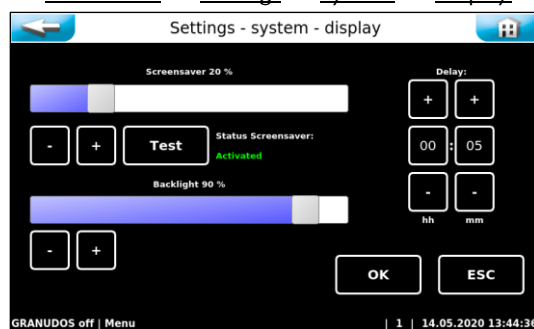 Settings - system - display
Screensaver 20 %
Delay:
+ +
- + Test
Status Screensaver:
Activated
00 : 05
Backlight 90 %
- -
hh mm
- +
OK ESC
GRANUDOS off | Menu | 1 | 14.05.2020 13:44:36